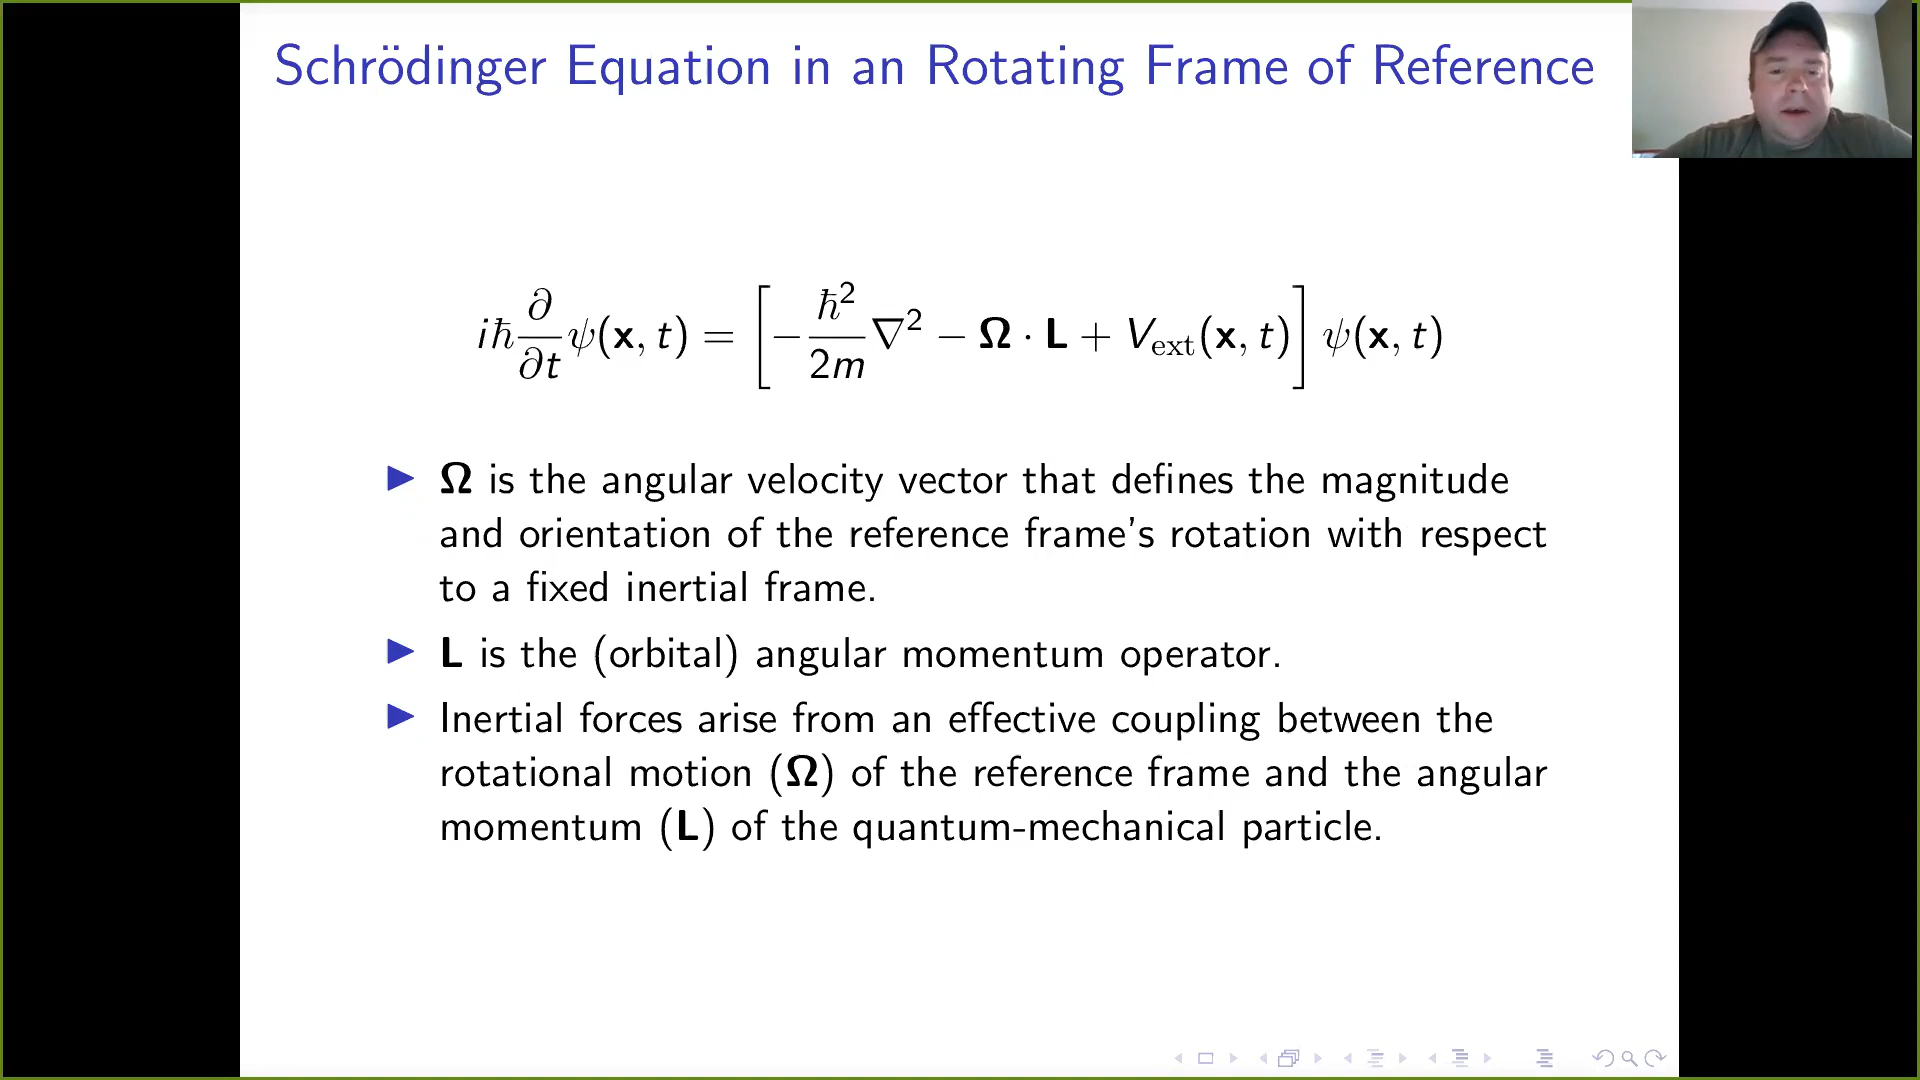 Schrödinger Equation in an Rotating Frame of Reference
iħ ∂/∂t ψ(x, t) = [−ħ²/2m ∇² − Ω · L + V_ext(x, t)] ψ(x, t)
▶ Ω is the angular velocity vector that defines the magnitude
and orientation of the reference frame's rotation with respect
to a fixed inertial frame.
▶ L is the (orbital) angular momentum operator.
▶ Inertial forces arise from an effective coupling between the
rotational motion (Ω) of the reference frame and the angular
momentum (L) of the quantum-mechanical particle.